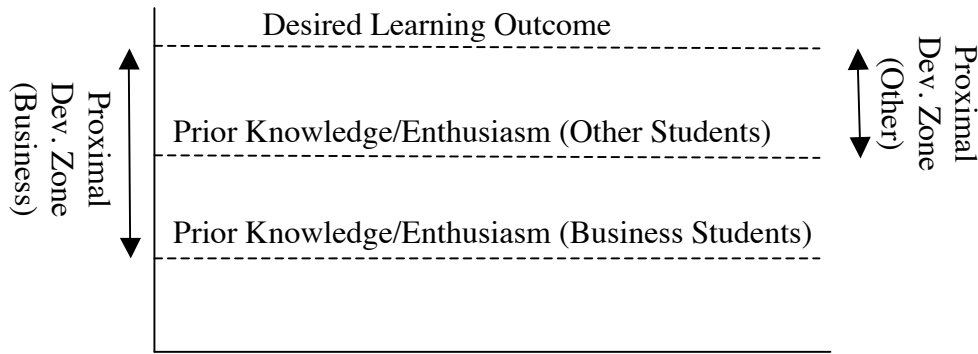 Desired Learning Outcome
Prior Knowledge/Enthusiasm (Other Students)
Prior Knowledge/Enthusiasm (Business Students)
Proximal
Dev. Zone
(Business)
Proximal
Dev. Zone
(Other)